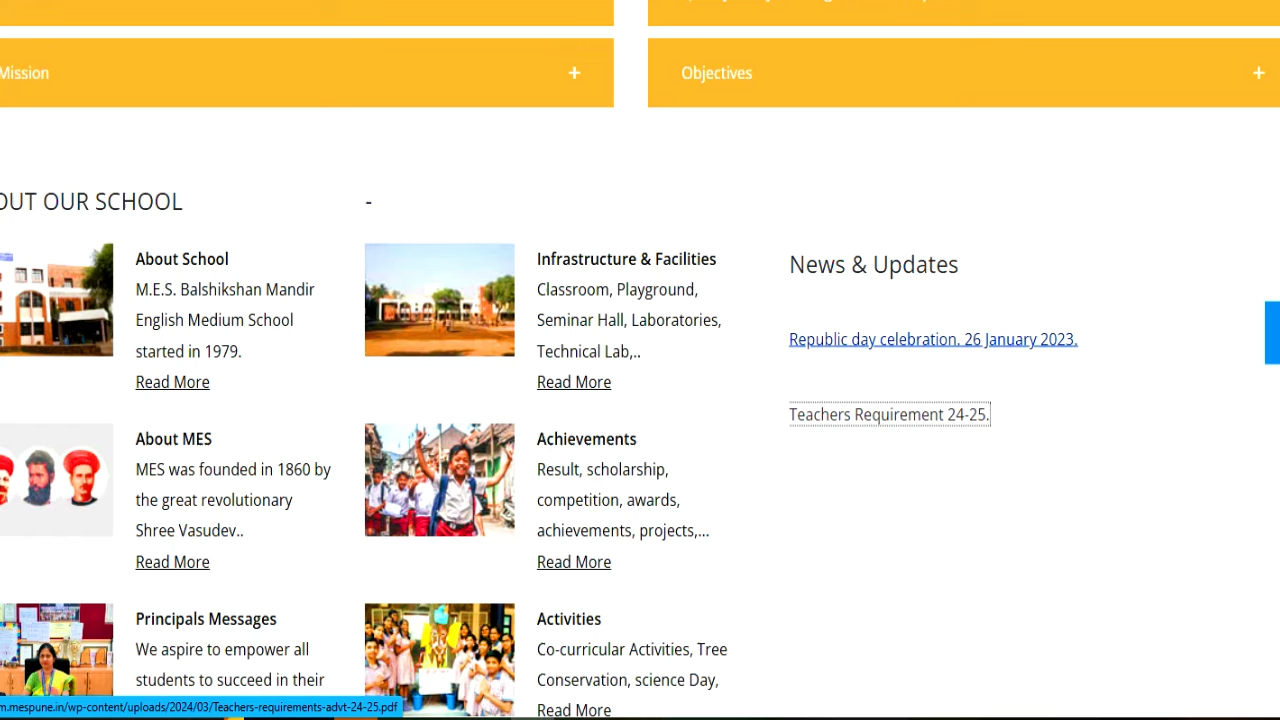 Mission +
Objectives +
OUT OUR SCHOOL
-
About School
M.E.S. Balshikshan Mandir
English Medium School
started in 1979.
Read More
Infrastructure & Facilities
Classroom, Playground,
Seminar Hall, Laboratories,
Technical Lab,..
Read More
News & Updates
Republic day celebration. 26 January 2023.
Teachers Requirement 24-25.
About MES
MES was founded in 1860 by
the great revolutionary
Shree Vasudev..
Read More
Achievements
Result, scholarship,
competition, awards,
achievements, projects,...
Read More
Principals Messages
We aspire to empower all
students to succeed in their
Activities
Co-curricular Activities, Tree
Conservation, science Day,
Read More
m.mespune.in/wp-content/uploads/2024/03/Teachers-requirements-advt-24-25.pdf